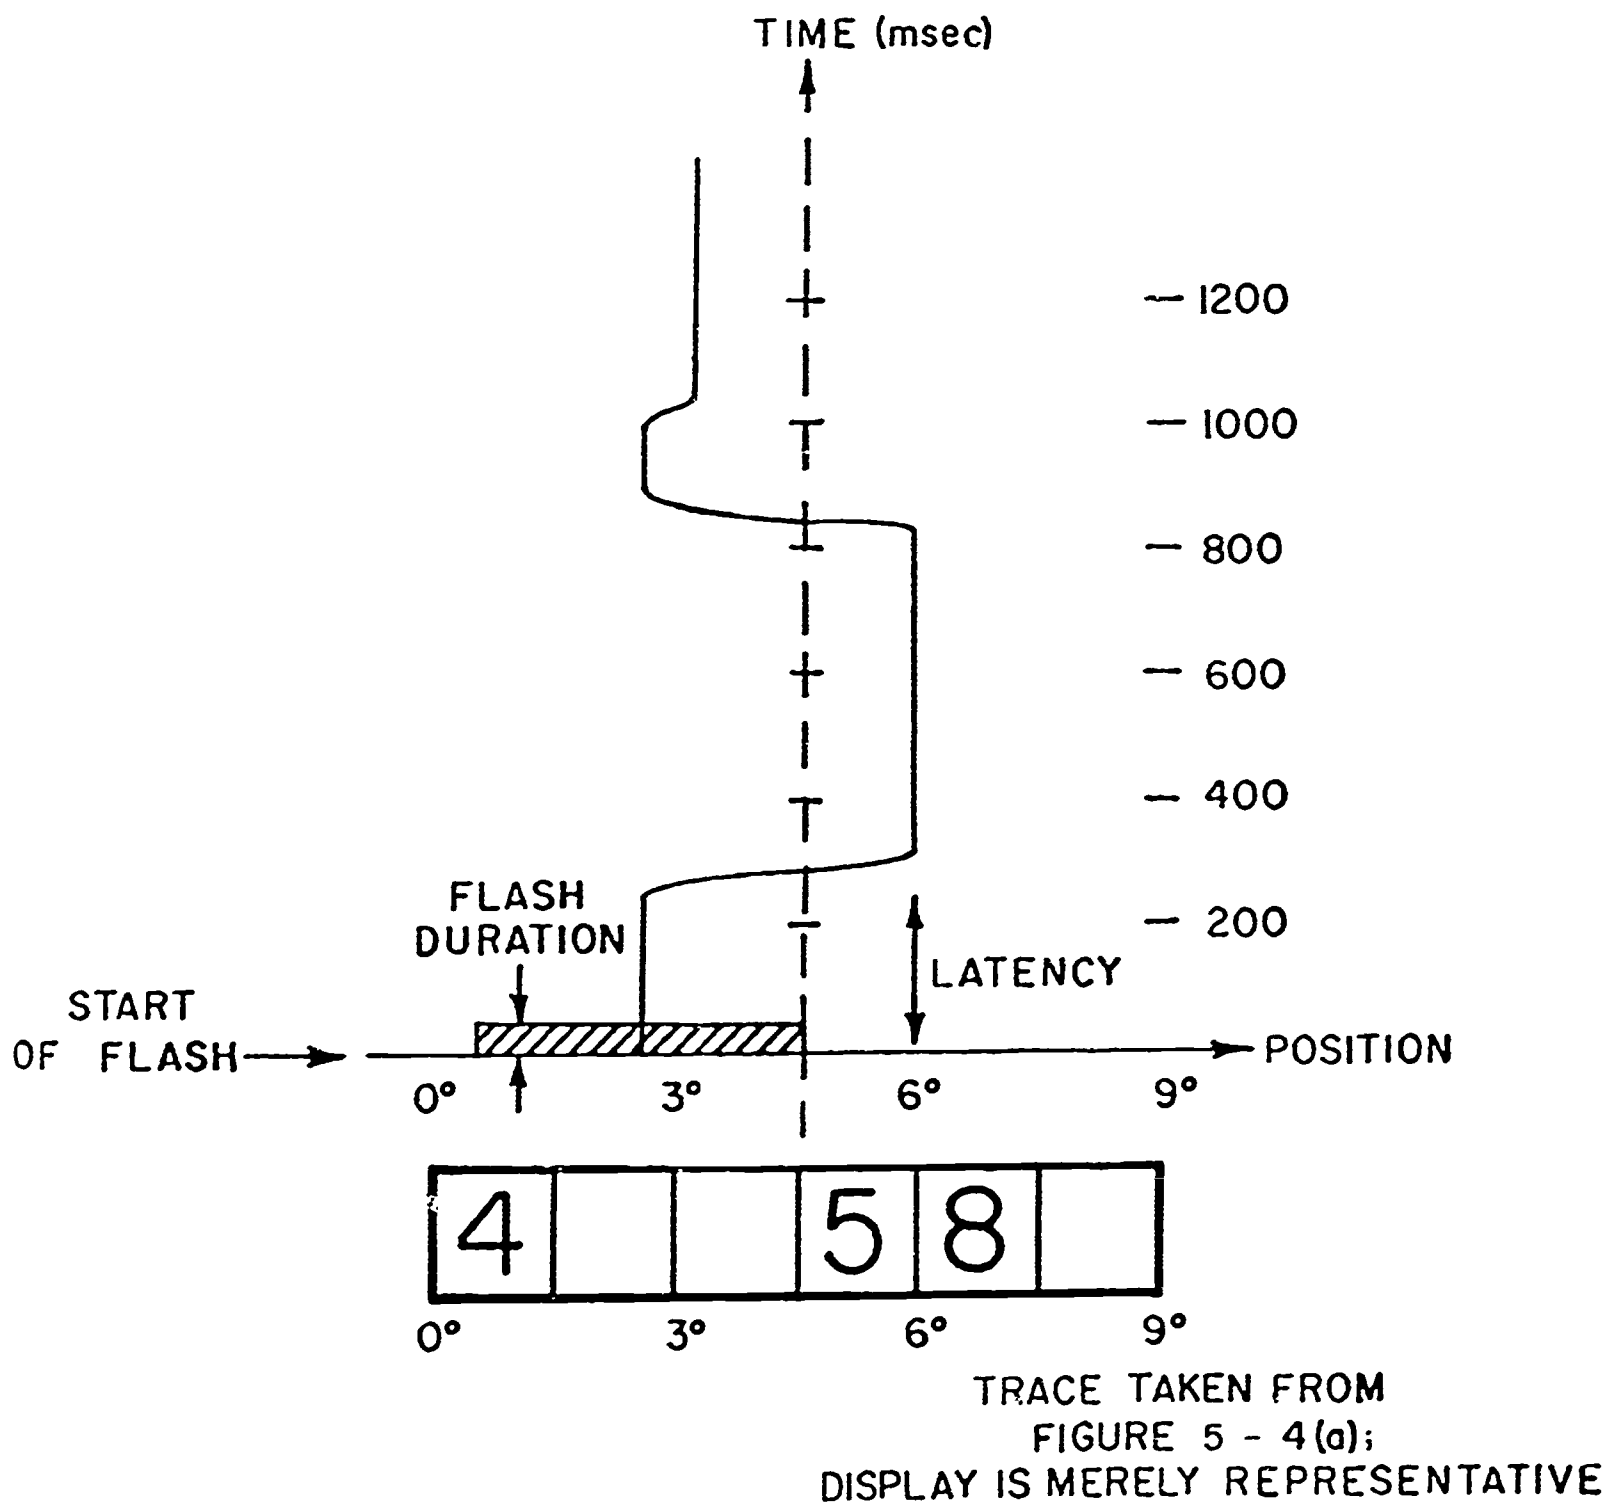 TIME (msec)
1200
1000
800
600
400
200
FLASH
DURATION
LATENCY
START
OF FLASH
POSITION
0° 3° 6° 9°
4 5 8
0° 3° 6° 9°
TRACE TAKEN FROM
FIGURE 5 - 4(a);
DISPLAY IS MERELY REPRESENTATIVE